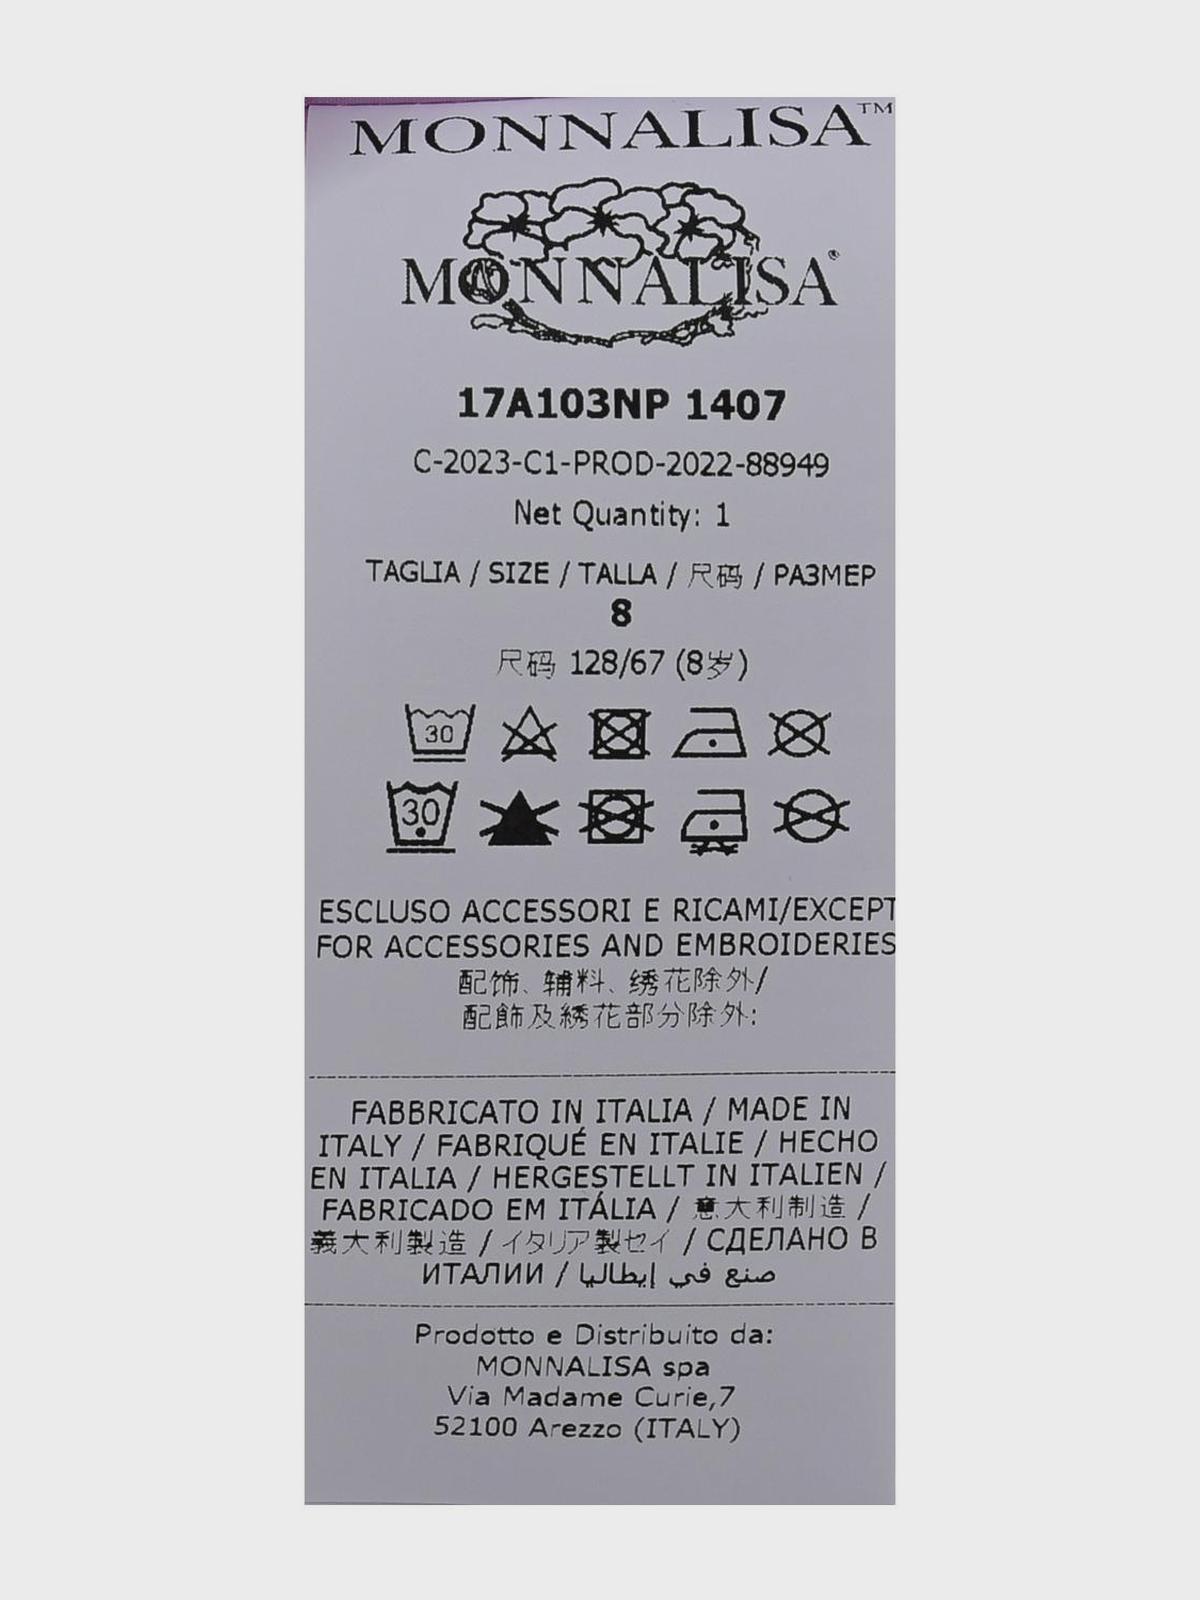 MONNALISA™
MONNALISA®
17A103NP 1407
C-2023-C1-PROD-2022-88949
Net Quantity: 1
TAGLIA / SIZE / TALLA / 尺码 / РАЗМЕР
8
尺码 128/67 (8岁)
30
30
ESCLUSO ACCESSORI E RICAMI/EXCEPT
FOR ACCESSORIES AND EMBROIDERIES
配饰、辅料、绣花除外/
配飾及綉花部分除外:
FABBRICATO IN ITALIA / MADE IN
ITALY / FABRIQUÉ EN ITALIE / HECHO
EN ITALIA / HERGESTELLT IN ITALIEN /
FABRICADO EM ITÁLIA / 意大利制造 /
義大利製造 / イタリア製セイ / СДЕЛАНО В
ИТАЛИИ / صنع في إيطاليا
Prodotto e Distribuito da:
MONNALISA spa
Via Madame Curie,7
52100 Arezzo (ITALY)